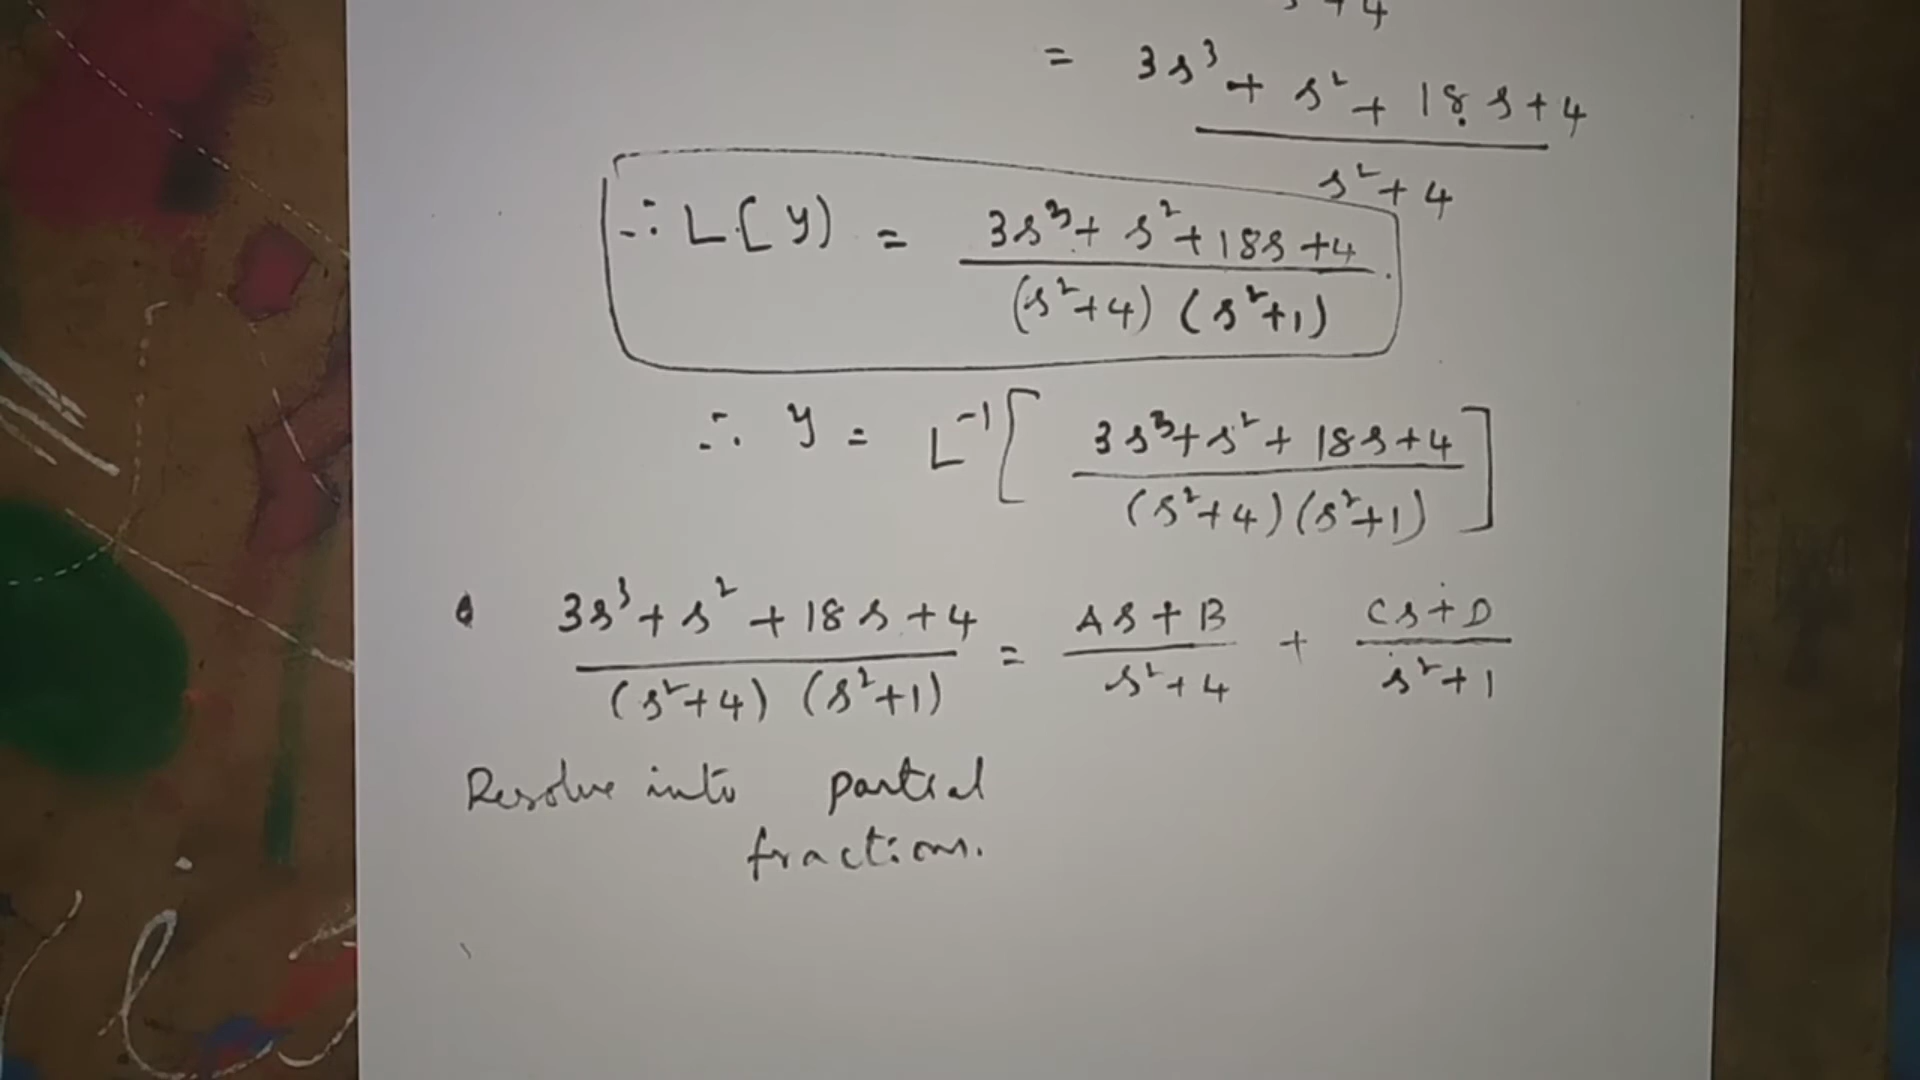 s + 4
= 3s³ + s² + 18s + 4
s² + 4
∴ L[y) = 3s³ + s² + 18s + 4
(s² + 4) (s² + 1)
∴ y = L⁻¹[ 3s³ + s² + 18s + 4 ]
(s² + 4) (s² + 1)
3s³ + s² + 18s + 4 = As + B + Cs + D
(s² + 4) (s² + 1) s² + 4 s² + 1
Resolve into partial
fractions.